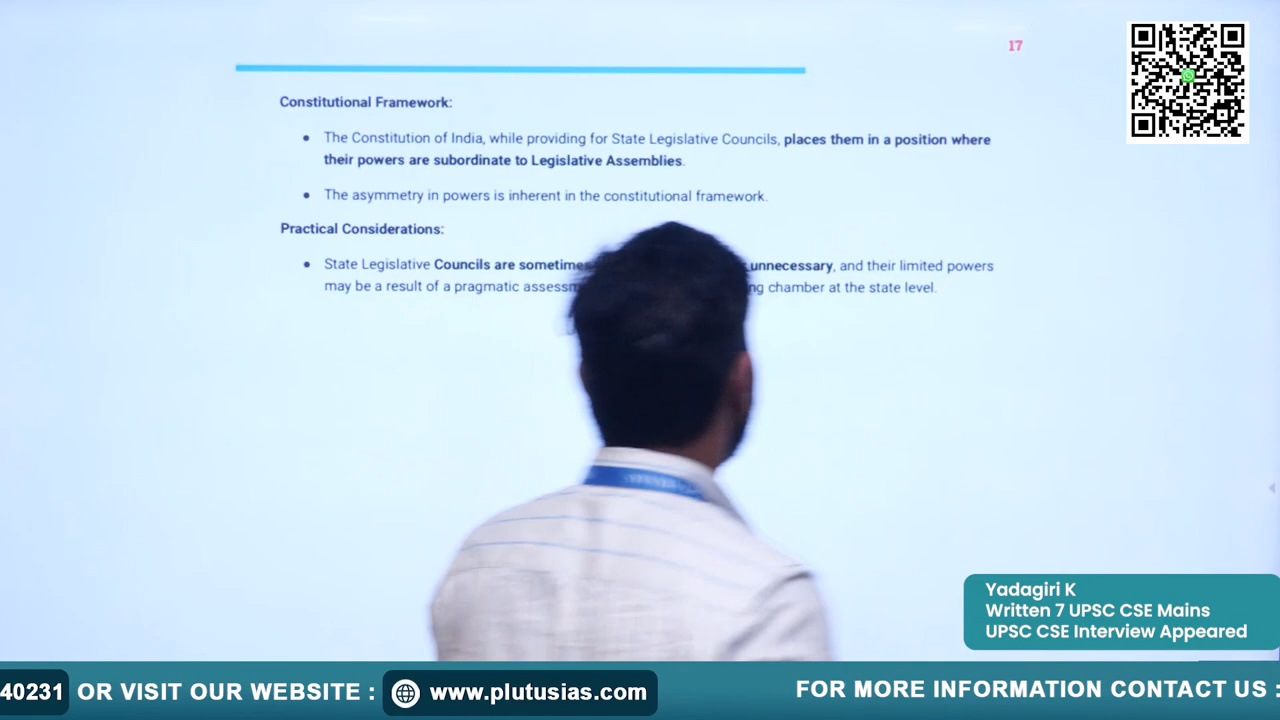 17
Constitutional Framework:
● The Constitution of India, while providing for State Legislative Councils, places them in a position where
their powers are subordinate to Legislative Assemblies.
● The asymmetry in powers is inherent in the constitutional framework.
Practical Considerations:
● State Legislative Councils are sometimes unnecessary, and their limited powers
may be a result of a pragmatic chamber at the state level.
Yadagiri K
Written 7 UPSC CSE Mains
UPSC CSE Interview Appeared
40231 OR VISIT OUR WEBSITE : www.plutusias.com FOR MORE INFORMATION CONTACT US :